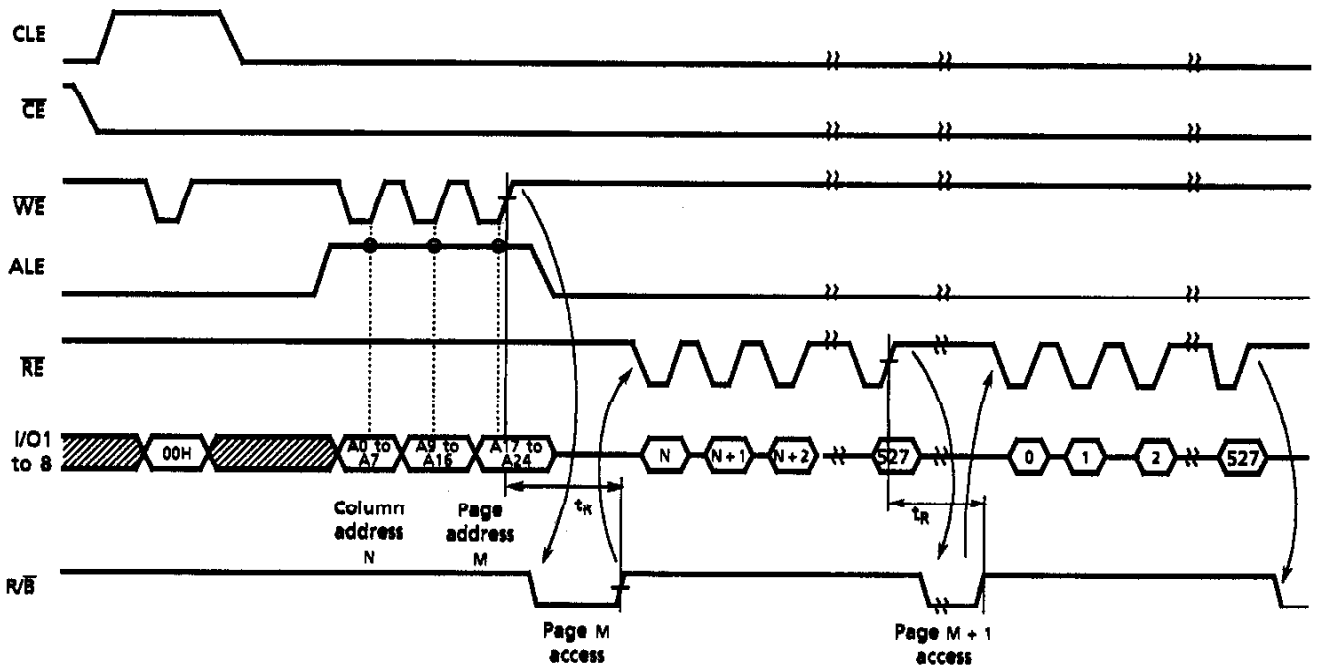 CLE
CE
WE
ALE
RE
I/O1
to 8
00H
A0 to
A7
A9 to
A16
A17 to
A24
N
N + 1
N + 2
527
0
1
2
527
Column
address
N
Page
address
M
tR
tR
R/B
Page M
access
Page M + 1
access